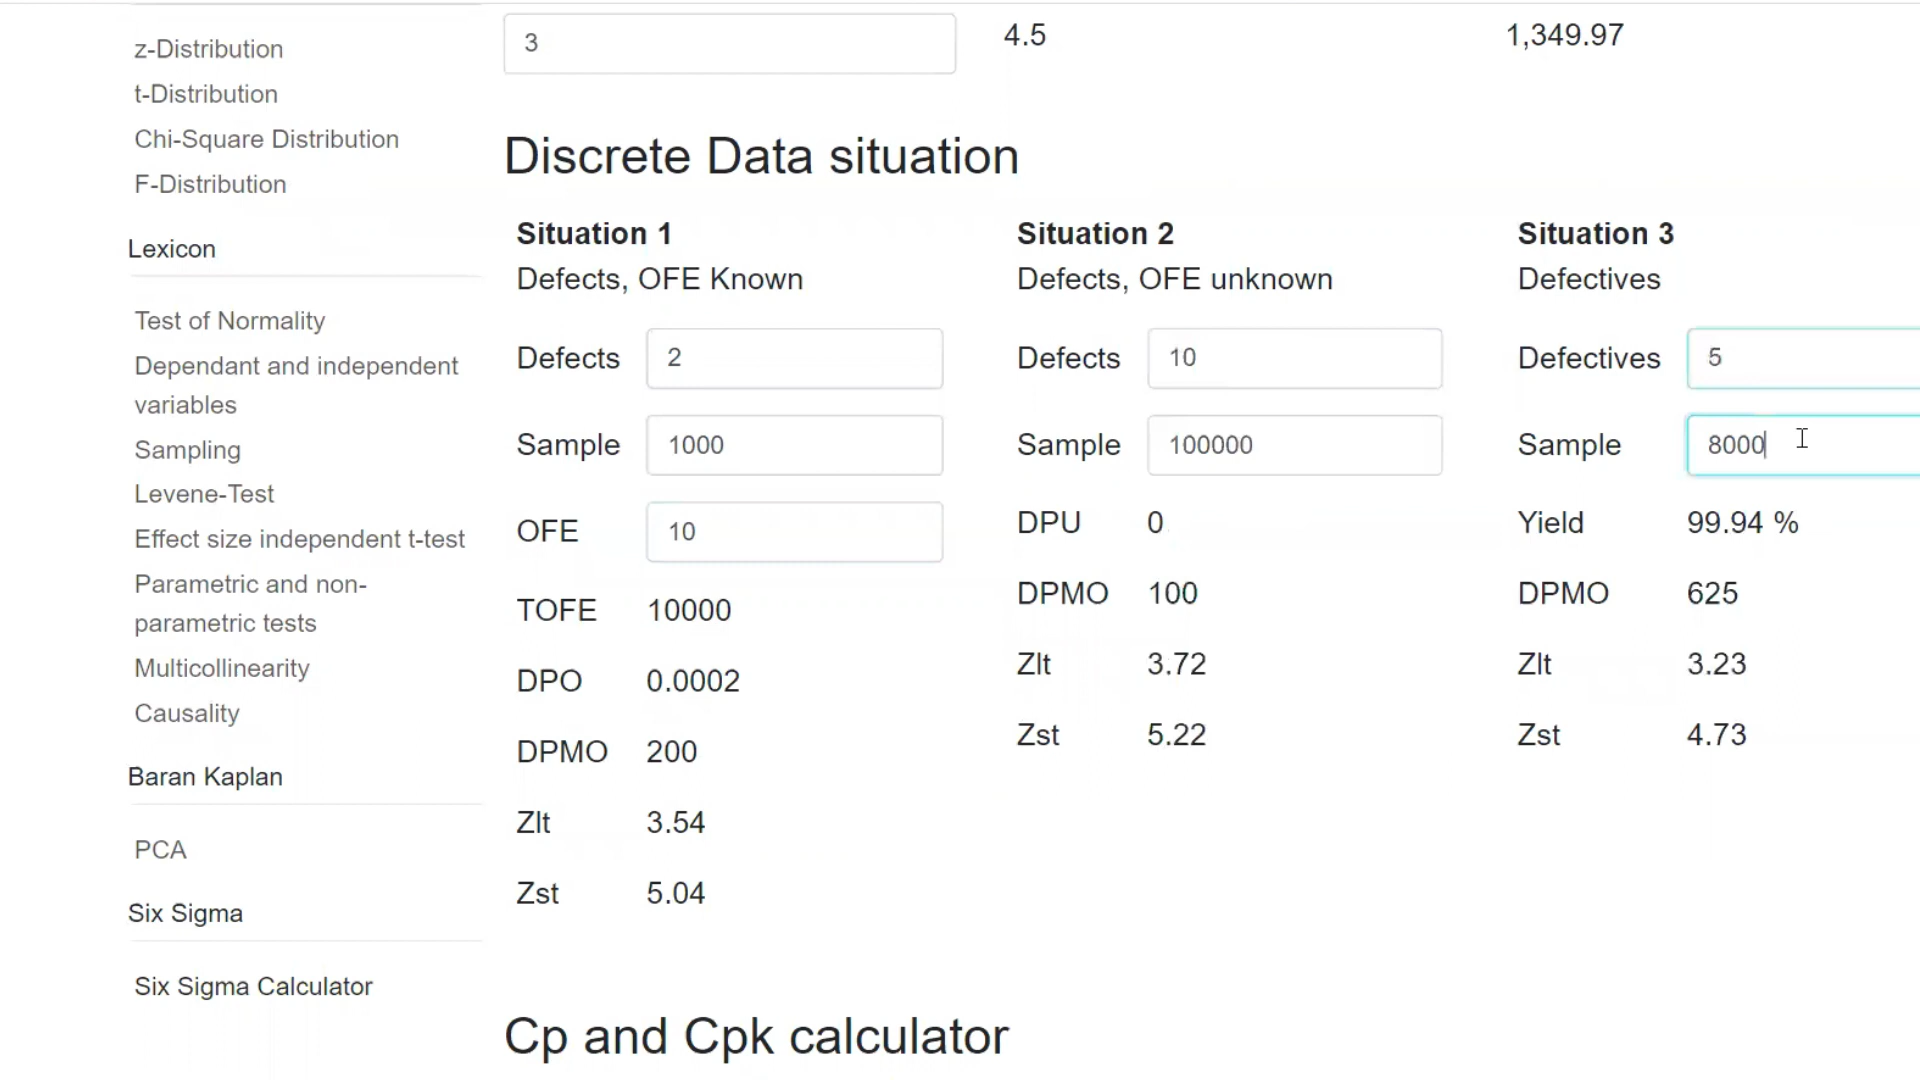 z-Distribution
t-Distribution
Chi-Square Distribution
F-Distribution
Lexicon
Test of Normality
Dependant and independent
variables
Sampling
Levene-Test
Effect size independent t-test
Parametric and non-
parametric tests
Multicollinearity
Causality
Baran Kaplan
PCA
Six Sigma
Six Sigma Calculator
3 4.5 1,349.97
Discrete Data situation
Situation 1
Defects, OFE Known
Defects 2
Sample 1000
OFE 10
TOFE 10000
DPO 0.0002
DPMO 200
Zlt 3.54
Zst 5.04
Situation 2
Defects, OFE unknown
Defects 10
Sample 100000
DPU 0
DPMO 100
Zlt 3.72
Zst 5.22
Situation 3
Defectives
Defectives 5
Sample 8000
Yield 99.94 %
DPMO 625
Zlt 3.23
Zst 4.73
Cp and Cpk calculator